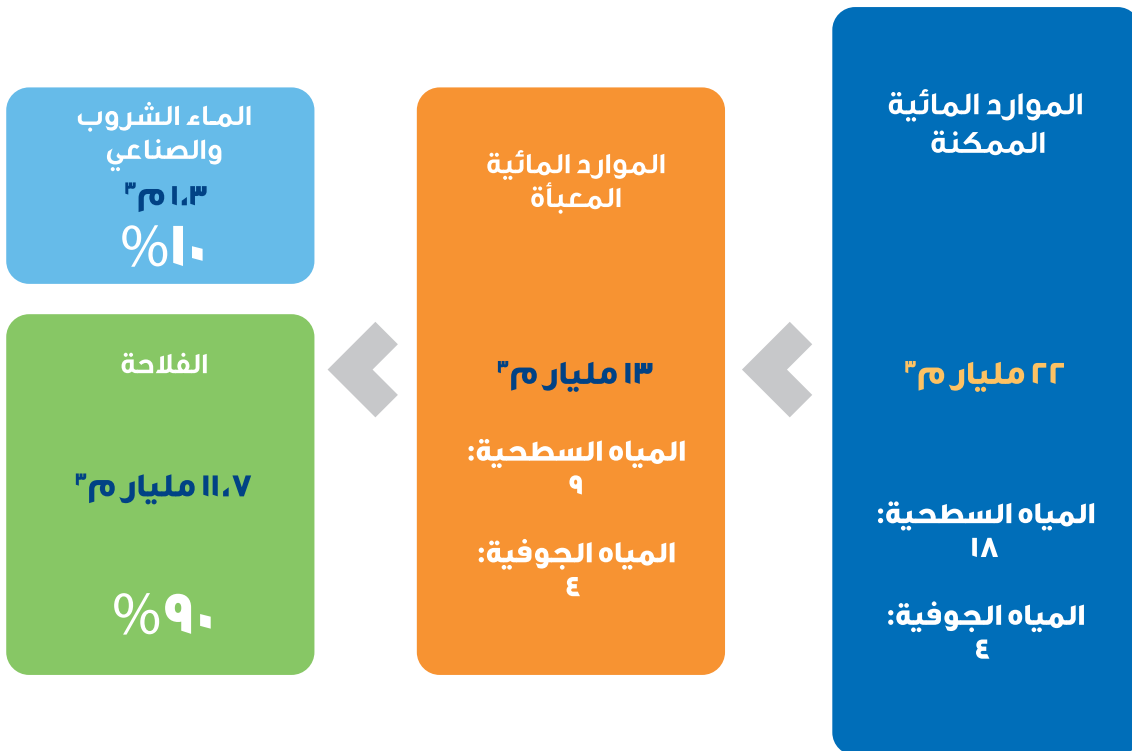 الموارد المائية
الممكنة
٢٢ مليار م٣
المياه السطحية:
١٨
المياه الجوفية:
٤
الموارد المائية
المعبأة
١٣ مليار م٣
المياه السطحية:
٩
المياه الجوفية:
٤
الماء الشروب
والصناعي
١،٣ م٣
١٠%
الفلاحة
١١،٧ مليار م٣
٩٠%